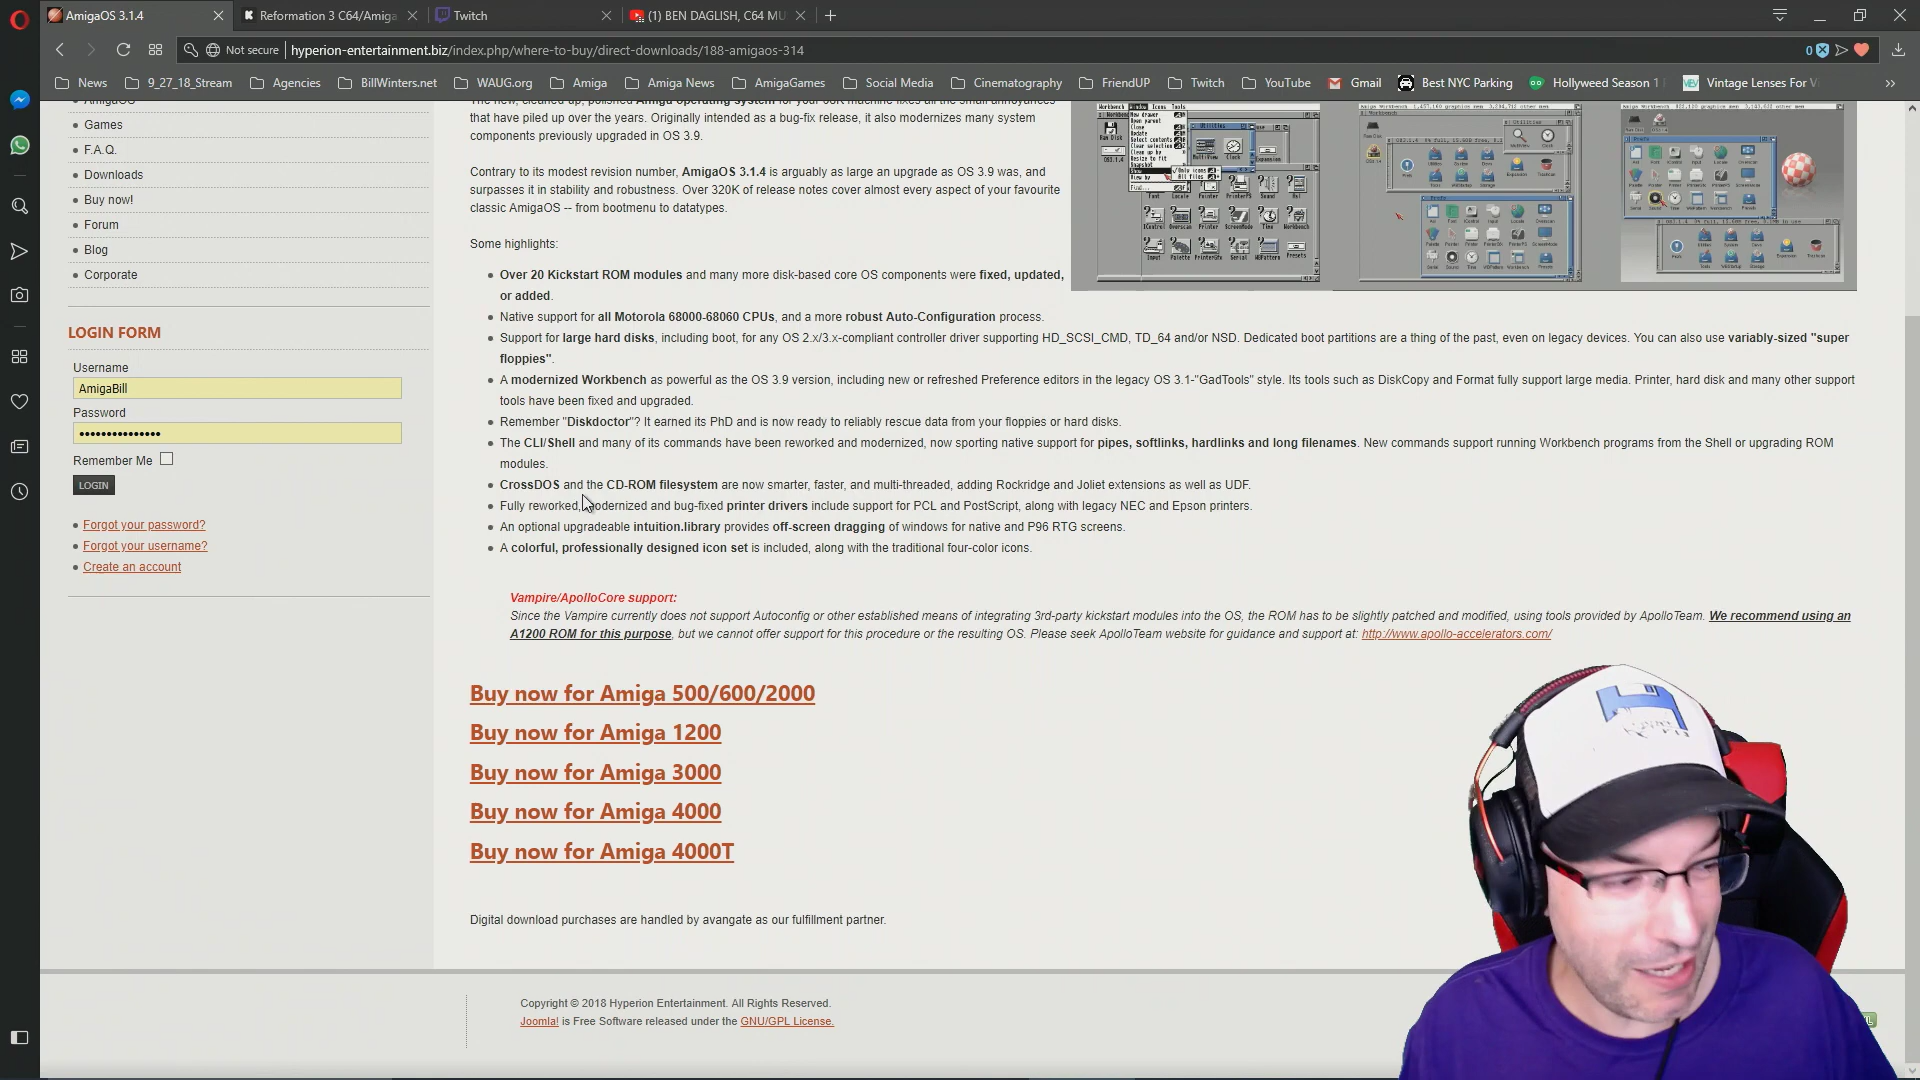 AmigaOS 3.1.4
Reformation 3 C64/Amiga
Twitch
(1) BEN DAGLISH, C64 MU
Not secure
hyperion-entertainment.biz/index.php/where-to-buy/direct-downloads/188-amigaos-314
0
News
9_27_18_Stream
Agencies
BillWinters.net
WAUG.org
Amiga
Amiga News
AmigaGames
Social Media
Cinematography
FriendUP
Twitch
YouTube
Gmail
Best NYC Parking
Hollyweed Season 1
Vintage Lenses For V
AmigaOS
Games
F.A.Q.
Downloads
Buy now!
Forum
Blog
Corporate
LOGIN FORM
Username
AmigaBill
Password
Remember Me
LOGIN
Forgot your password?
Forgot your username?
Create an account
The new, cleaned up, polished Amiga operating system for your 68K machine fixes all the small annoyances
that have piled up over the years. Originally intended as a bug-fix release, it also modernizes many system
components previously upgraded in OS 3.9.
Contrary to its modest revision number, AmigaOS 3.1.4 is arguably as large an upgrade as OS 3.9 was, and
surpasses it in stability and robustness. Over 320K of release notes cover almost every aspect of your favourite
classic AmigaOS -- from bootmenu to datatypes.
Some highlights:
Over 20 Kickstart ROM modules and many more disk-based core OS components were fixed, updated,
or added.
Native support for all Motorola 68000-68060 CPUs, and a more robust Auto-Configuration process.
Support for large hard disks, including boot, for any OS 2.x/3.x-compliant controller driver supporting HD_SCSI_CMD, TD_64 and/or NSD. Dedicated boot partitions are a thing of the past, even on legacy devices. You can also use variably-sized "super
floppies".
A modernized Workbench as powerful as the OS 3.9 version, including new or refreshed Preference editors in the legacy OS 3.1-"GadTools" style. Its tools such as DiskCopy and Format fully support large media. Printer, hard disk and many other support
tools have been fixed and upgraded.
Remember "Diskdoctor"? It earned its PhD and is now ready to reliably rescue data from your floppies or hard disks.
The CLI/Shell and many of its commands have been reworked and modernized, now sporting native support for pipes, softlinks, hardlinks and long filenames. New commands support running Workbench programs from the Shell or upgrading ROM
modules.
CrossDOS and the CD-ROM filesystem are now smarter, faster, and multi-threaded, adding Rockridge and Joliet extensions as well as UDF.
Fully reworked, modernized and bug-fixed printer drivers include support for PCL and PostScript, along with legacy NEC and Epson printers.
An optional upgradeable intuition.library provides off-screen dragging of windows for native and P96 RTG screens.
A colorful, professionally designed icon set is included, along with the traditional four-color icons.
Vampire/ApolloCore support:
Since the Vampire currently does not support Autoconfig or other established means of integrating 3rd-party kickstart modules into the OS, the ROM has to be slightly patched and modified, using tools provided by ApolloTeam. We recommend using an
A1200 ROM for this purpose, but we cannot offer support for this procedure or the resulting OS. Please seek ApolloTeam website for guidance and support at: http://www.apollo-accelerators.com/
Buy now for Amiga 500/600/2000
Buy now for Amiga 1200
Buy now for Amiga 3000
Buy now for Amiga 4000
Buy now for Amiga 4000T
Digital download purchases are handled by avangate as our fulfillment partner.
Copyright © 2018 Hyperion Entertainment. All Rights Reserved.
Joomla! is Free Software released under the GNU/GPL License.